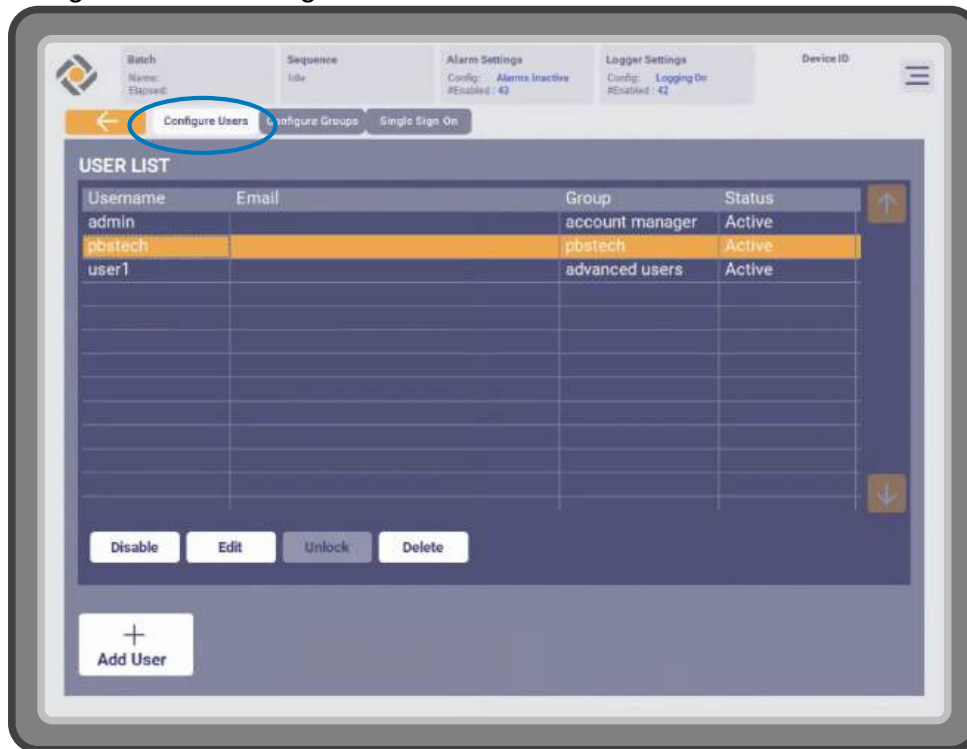 Batch
Name:
Elapsed:
Sequence
Idle
Alarm Settings
Config: Alarms Inactive
#Enabled : 43
Logger Settings
Config: Logging On
#Enabled : 42
Device ID
Configure Users
Configure Groups
Single Sign On
USER LIST
Username Email Group Status
admin account manager Active
pbstech pbstech Active
user1 advanced users Active
Disable Edit Unlock Delete
+
Add User